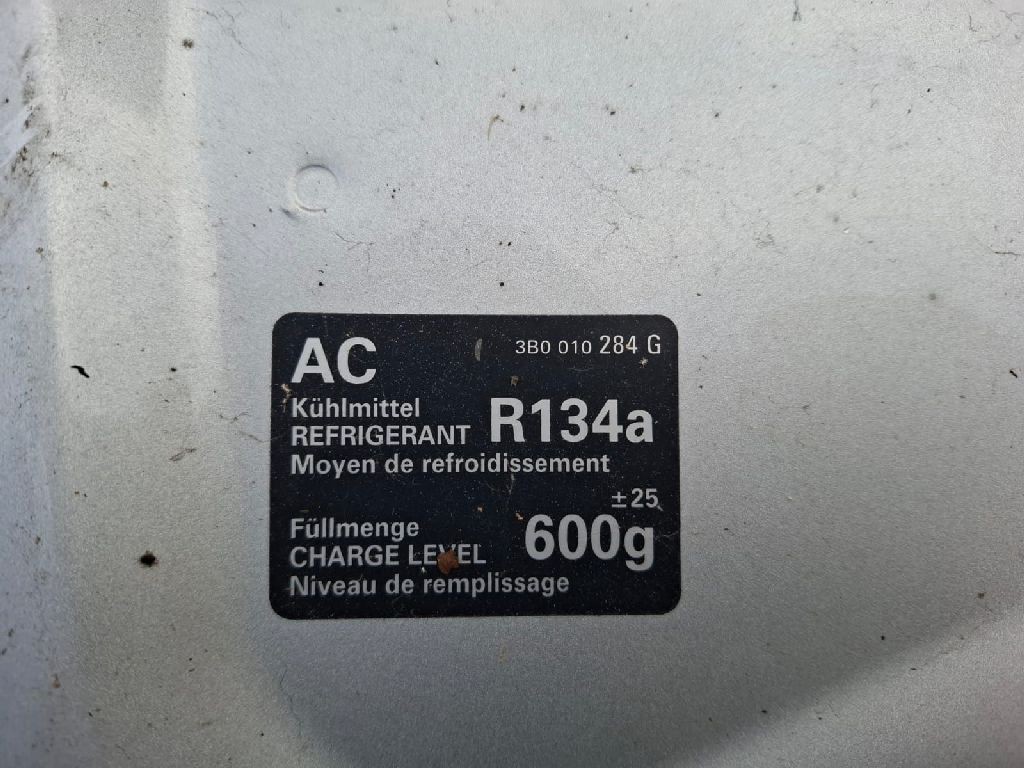 AC 3B0 010 284 G
Kühlmittel
REFRIGERANT R134a
Moyen de refroidissement
±25
Füllmenge
CHARGE LEVEL 600g
Niveau de remplissage